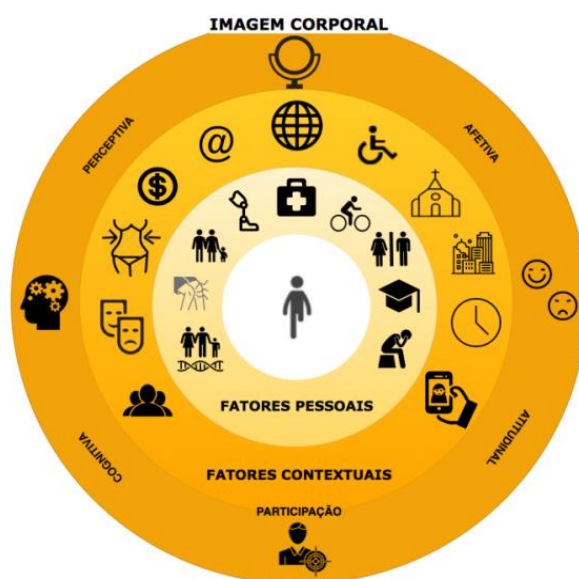 IMAGEM CORPORAL
PERCEPTIVA
AFETIVA
@
$
FATORES PESSOAIS
COGNITIVA
ATITUDINAL
FATORES CONTEXTUAIS
PARTICIPAÇÃO